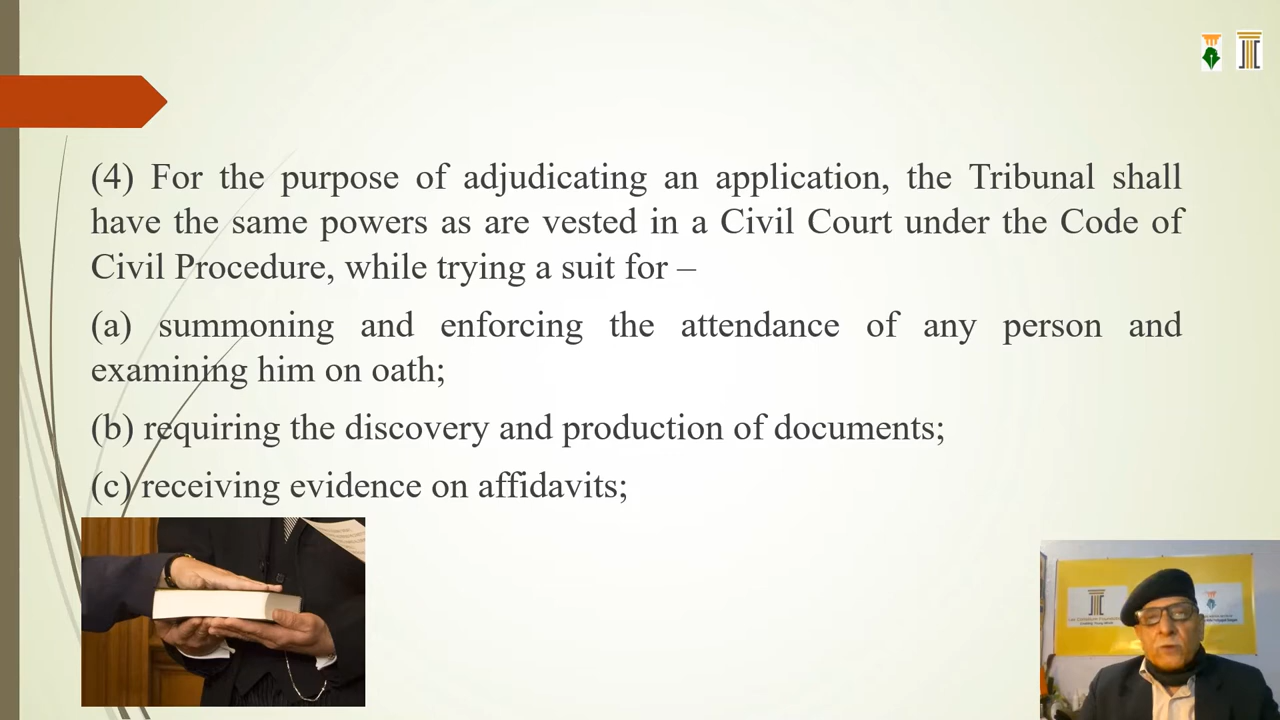 (4) For the purpose of adjudicating an application, the Tribunal shall
have the same powers as are vested in a Civil Court under the Code of
Civil Procedure, while trying a suit for –
(a) summoning and enforcing the attendance of any person and
examining him on oath;
(b) requiring the discovery and production of documents;
(c) receiving evidence on affidavits;